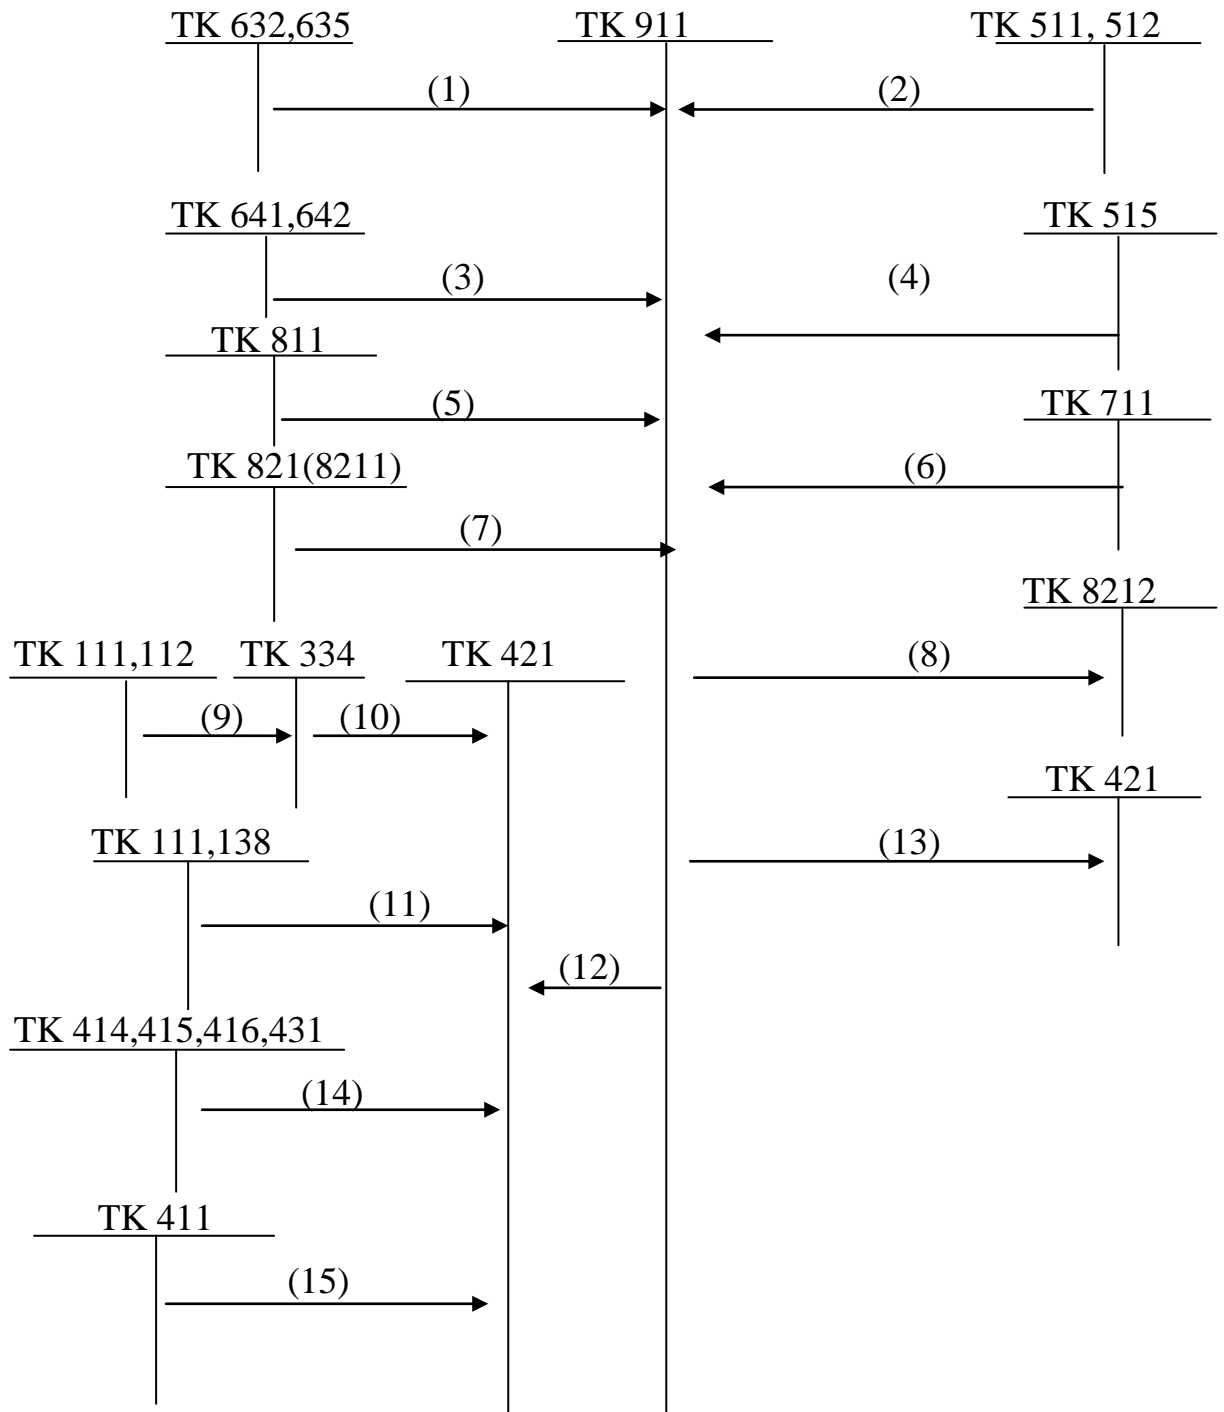 TK 632,635 TK 911 TK 511, 512
(1) (2)
TK 641,642 TK 515
(3) (4)
TK 811
(5) TK 711
TK 821(8211) (6)
(7)
TK 8212
TK 111,112 TK 334 TK 421 (8)
(9) (10)
TK 421
TK 111,138 (13)
(11)
(12)
TK 414,415,416,431
(14)
TK 411
(15)